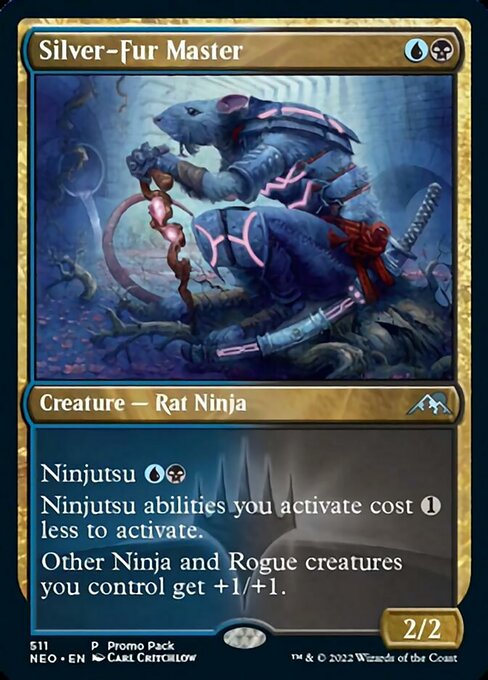 Silver-Fur Master
Creature — Rat Ninja
Ninjutsu
Ninjutsu abilities you activate cost 1
less to activate.
Other Ninja and Rogue creatures
you control get +1/+1.
2/2
511 P Promo Pack
NEO • EN Carl Critchlow
™ & © 2022 Wizards of the Coast